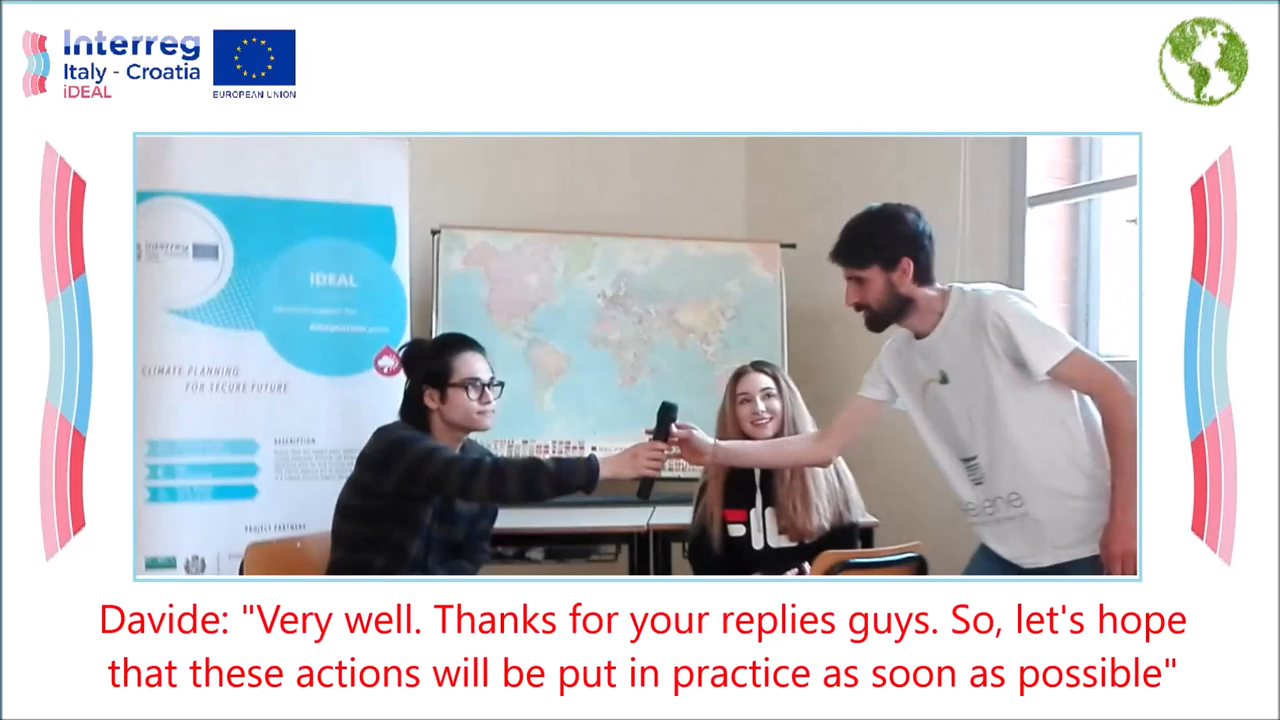 Interreg
Italy - Croatia
iDEAL
EUROPEAN UNION
Interreg
IDEAL
Adaptation
CLIMATE PLANNING
FOR SECURE FUTURE
DESCRIPTION
PROJECT PARTNERS
Davide: "Very well. Thanks for your replies guys. So, let's hope
that these actions will be put in practice as soon as possible"